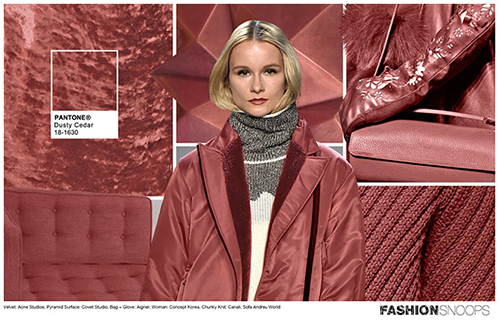 PANTONE®
Dusty Cedar
18-1630
Velvet: Acne Studios, Pyramid Surface: Covet Studio, Bag + Glove: Aigner, Woman: Concept Korea, Chunky Knit: Canali, Sofa Andreu World
FASHIONSNOOPS